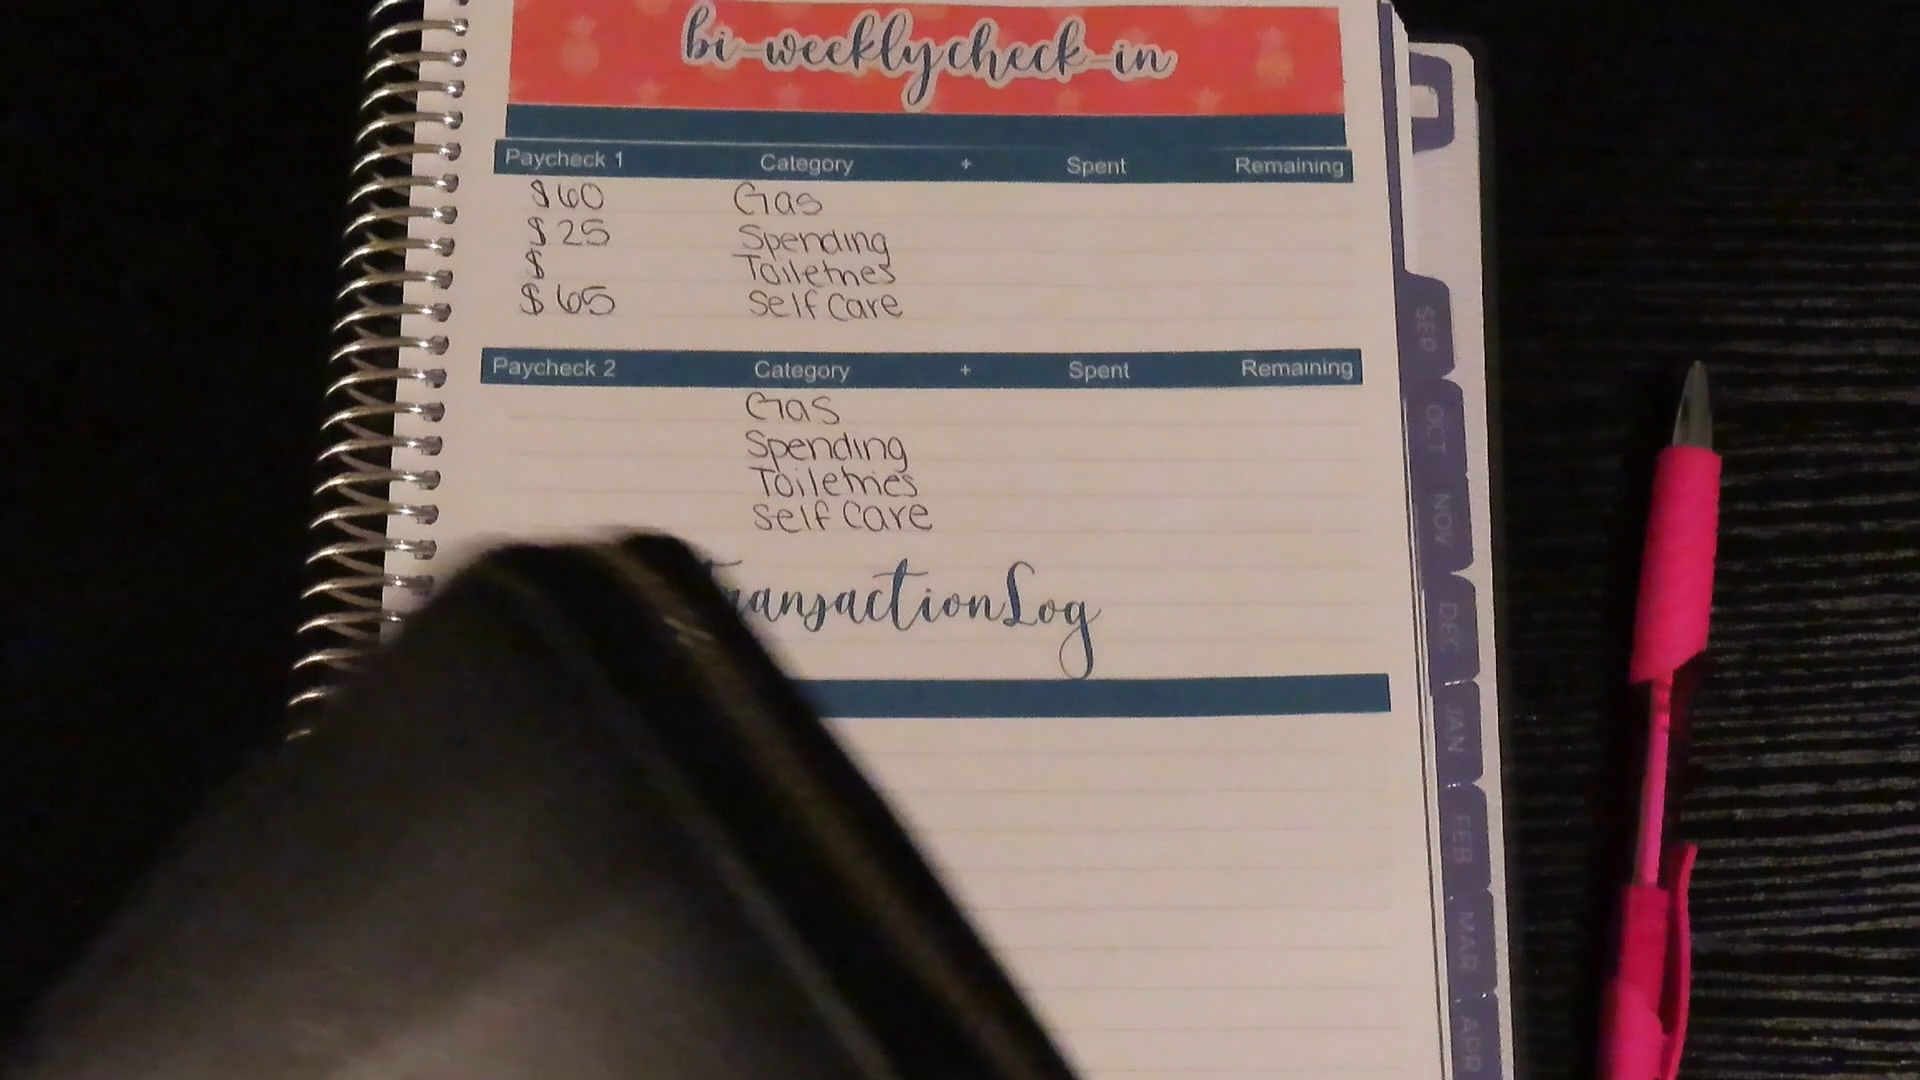 bi-weekly check-in
Paycheck 1 Category + Spent Remaining
$60 Gas
$25 Spending
$ Toiletries
$65 Self Care
Paycheck 2 Category + Spent Remaining
Gas
Spending
Toiletries
Self Care
TransactionLog
SEP
OCT
NOV
DEC
JAN
FEB
MAR
APR